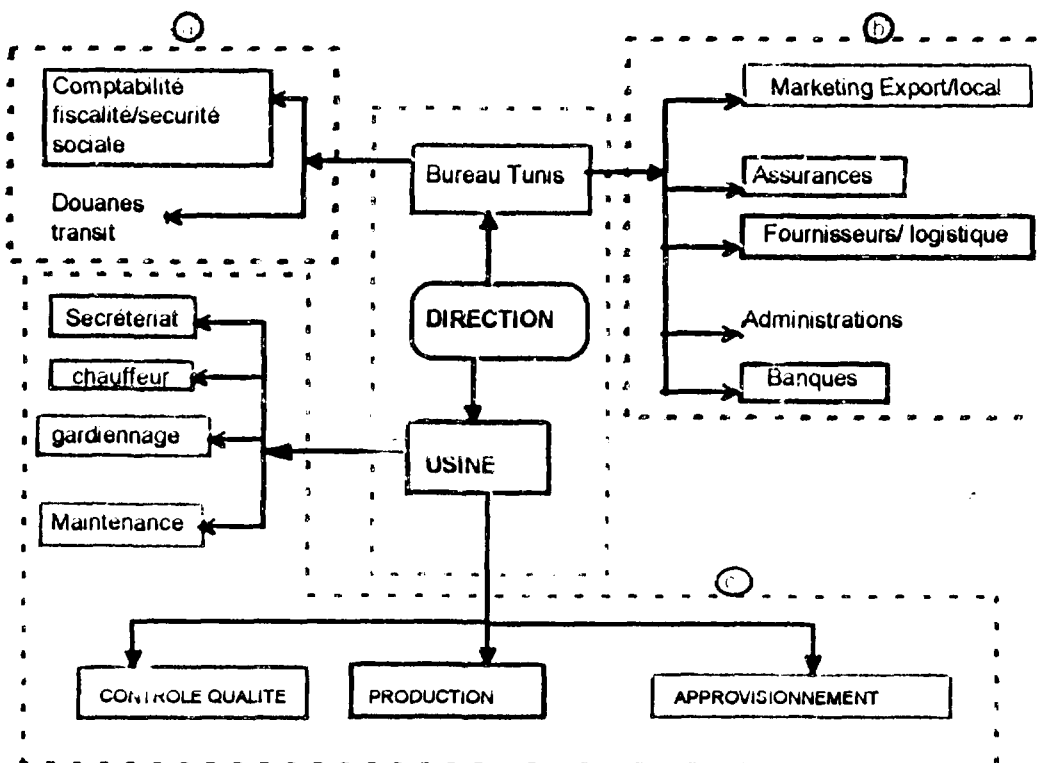 a
b
Comptabilité
fiscalité/securité
sociale
Douanes
transit
Bureau Tunis
Marketing Export/local
Assurances
Fournisseurs/ logistique
Administrations
Banques
DIRECTION
Secréteriat
chauffeur
gardiennage
Maintenance
USINE
c
CONTROLE QUALITE
PRODUCTION
APPROVISIONNEMENT